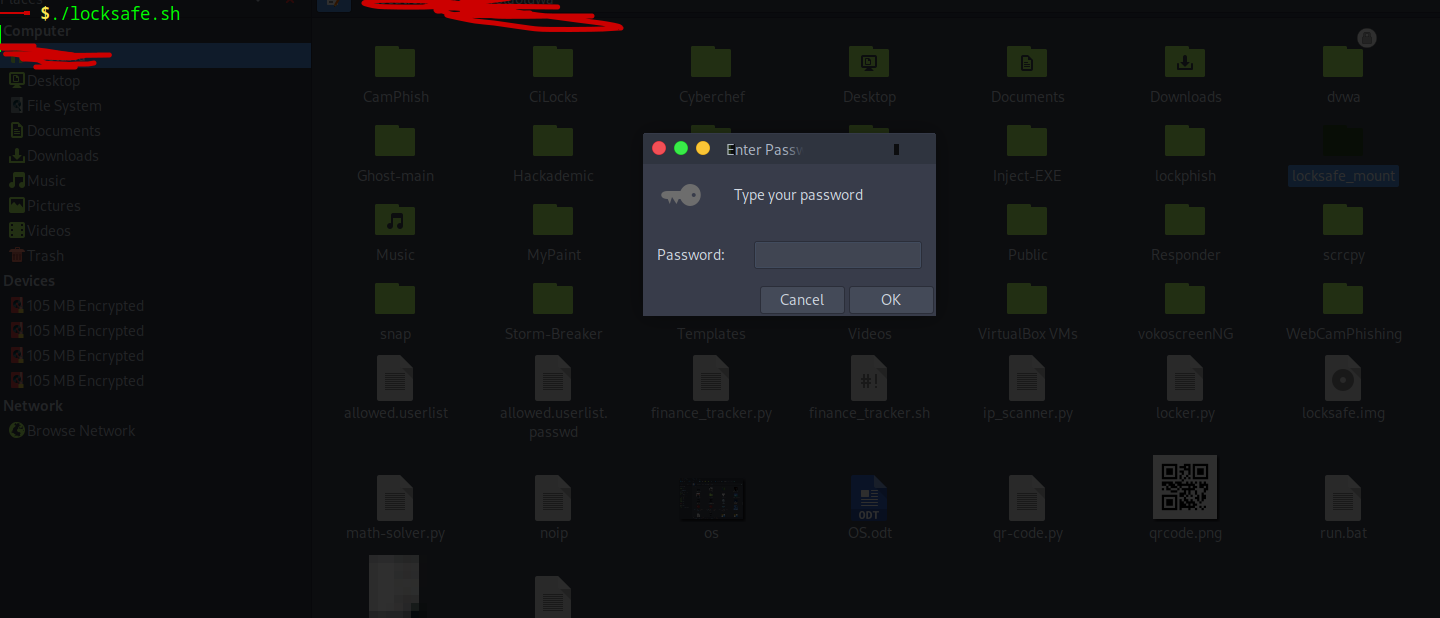 $./locksafe.sh
Computer
Desktop
File System
Documents
Downloads
Music
Pictures
Videos
Trash
Devices
105 MB Encrypted
105 MB Encrypted
105 MB Encrypted
105 MB Encrypted
Network
Browse Network
CamPhish
CiLocks
Cyberchef
Desktop
Documents
Downloads
dvwa
Ghost-main
Hackademic
Inject-EXE
lockphish
locksafe_mount
Music
MyPaint
Public
Responder
scrcpy
snap
Storm-Breaker
Templates
Videos
VirtualBox VMs
vokoscreenNG
WebCamPhishing
allowed.userlist
allowed.userlist.
passwd
finance_tracker.py
#!
finance_tracker.sh
ip_scanner.py
locker.py
locksafe.img
math-solver.py
noip
os
ODT
OS.odt
qr-code.py
qrcode.png
run.bat
Enter Passw
Type your password
Password:
Cancel
OK